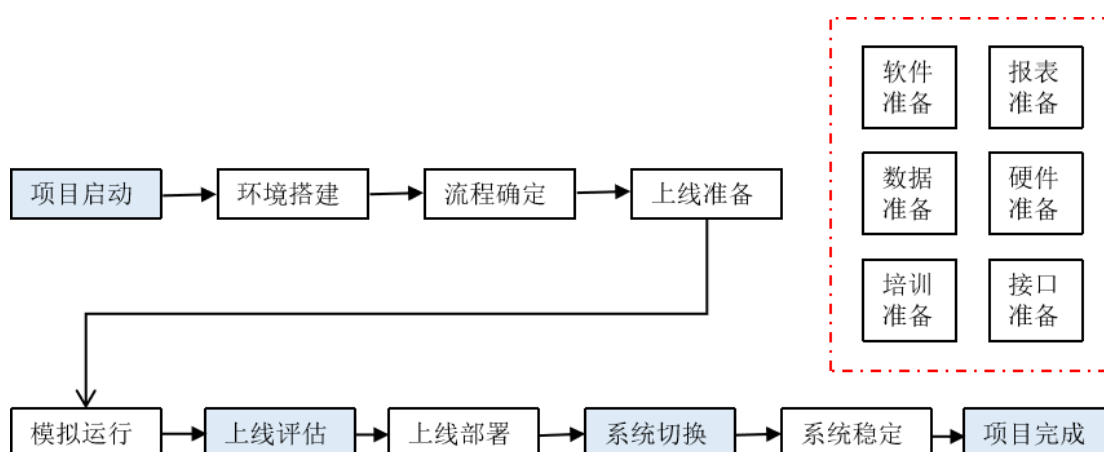 软件
准备
报表
准备
数据
准备
硬件
准备
项目启动
环境搭建
流程确定
上线准备
培训
准备
接口
准备
模拟运行
上线评估
上线部署
系统切换
系统稳定
项目完成